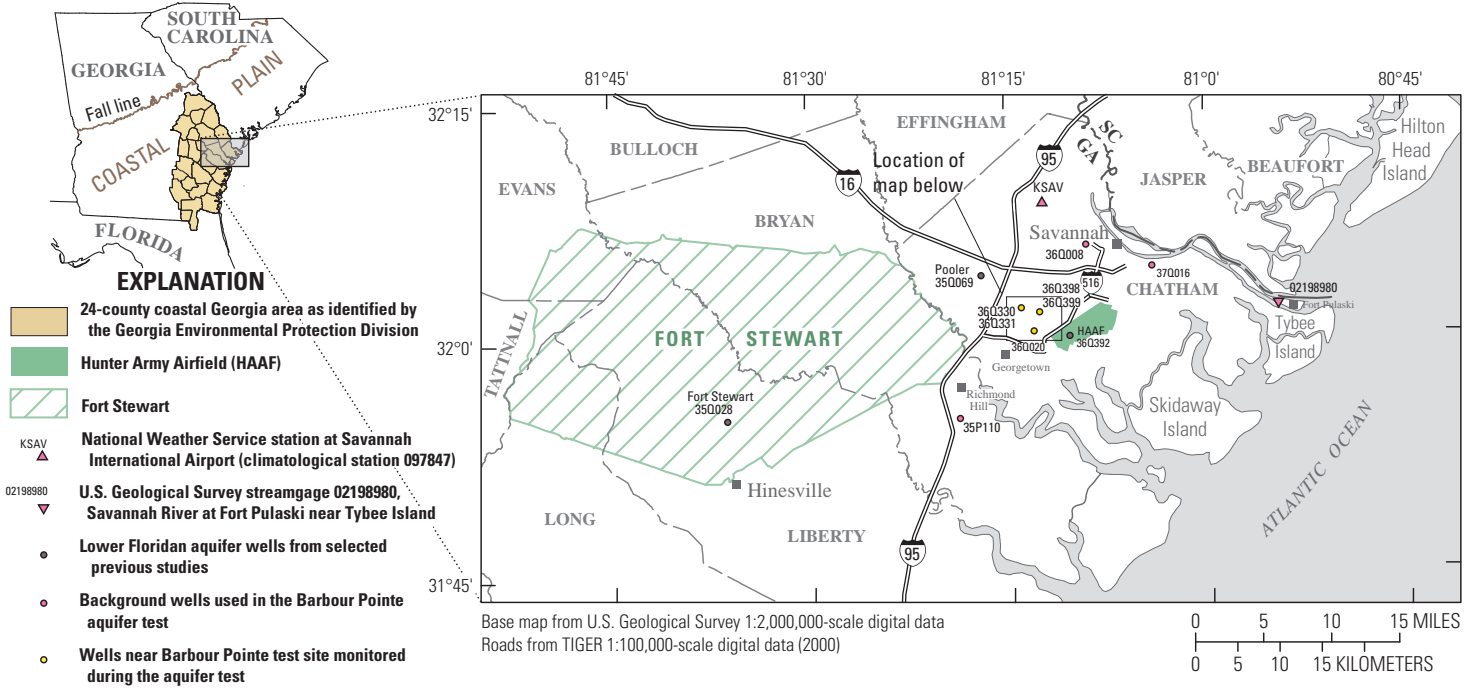 SOUTH
CAROLINA
GEORGIA
PLAIN
Fall line
COASTAL
FLORIDA
EXPLANATION
24-county coastal Georgia area as identified by
the Georgia Environmental Protection Division
Hunter Army Airfield (HAAF)
Fort Stewart
KSAV
National Weather Service station at Savannah
International Airport (climatological station 097847)
02198980
U.S. Geological Survey streamgage 02198980,
Savannah River at Fort Pulaski near Tybee Island
Lower Floridan aquifer wells from selected
previous studies
Background wells used in the Barbour Pointe
aquifer test
Wells near Barbour Pointe test site monitored
during the aquifer test
81°45'
81°30'
81°15'
81°0'
80°45'
32°15'
32°0'
31°45'
EFFINGHAM
BULLOCH
EVANS
BRYAN
Location of
map below
16
95
SC
GA
KSAV
JASPER
BEAUFORT
Hilton
Head
Island
Savannah
36Q008
37Q016
Pooler
35Q069
516
36Q398
36Q399
CHATHAM
02198980
Fort Pulaski
Tybee
Island
36Q330
36Q331
36Q020
HAAF
36Q392
Georgetown
TATTNALL
FORT STEWART
Fort Stewart
35Q028
Richmond
Hill
35P110
Skidaway
Island
Hinesville
LONG
LIBERTY
95
ATLANTIC OCEAN
Base map from U.S. Geological Survey 1:2,000,000-scale digital data
Roads from TIGER 1:100,000-scale digital data (2000)
0 5 10 15 MILES
0 5 10 15 KILOMETERS